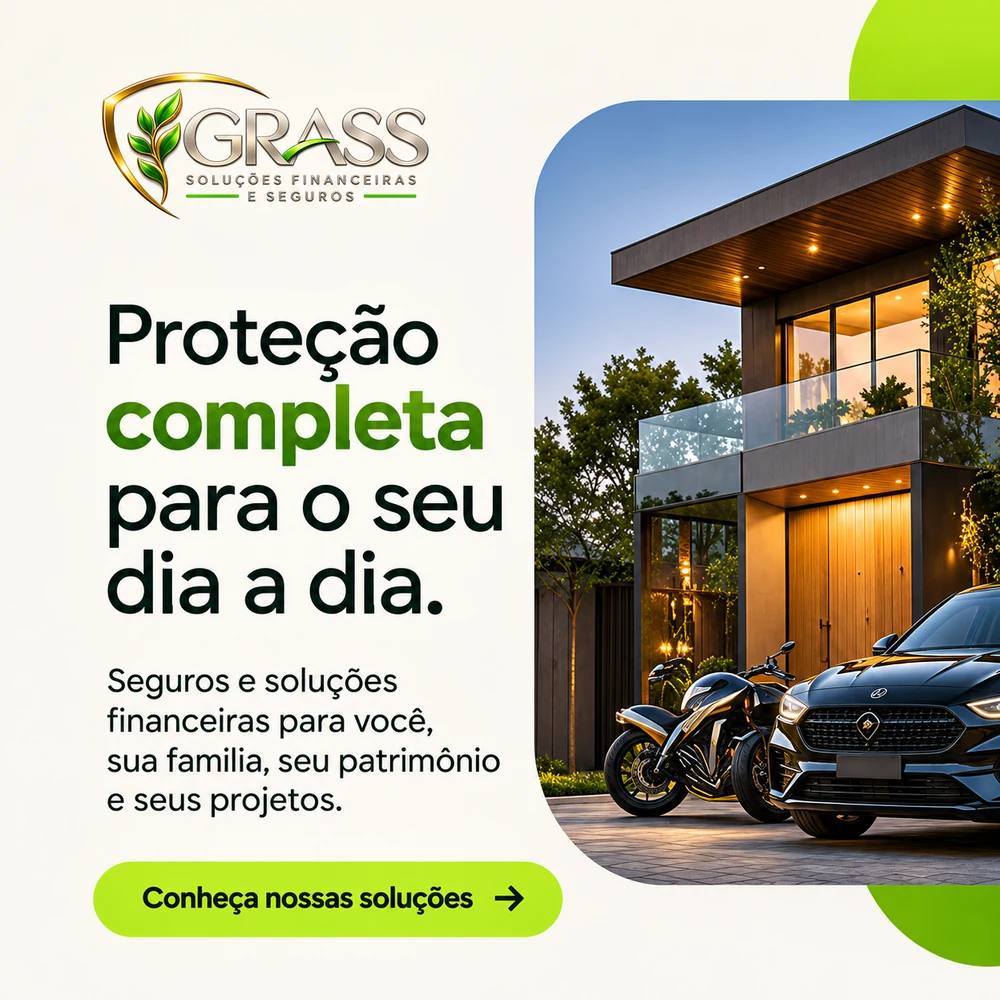 GRASS
SOLUÇÕES FINANCEIRAS
E SEGUROS
Proteção
completa
para o seu
dia a dia.
Seguros e soluções
financeiras para você,
sua familia, seu patrimônio
e seus projetos.
Conheça nossas soluções →